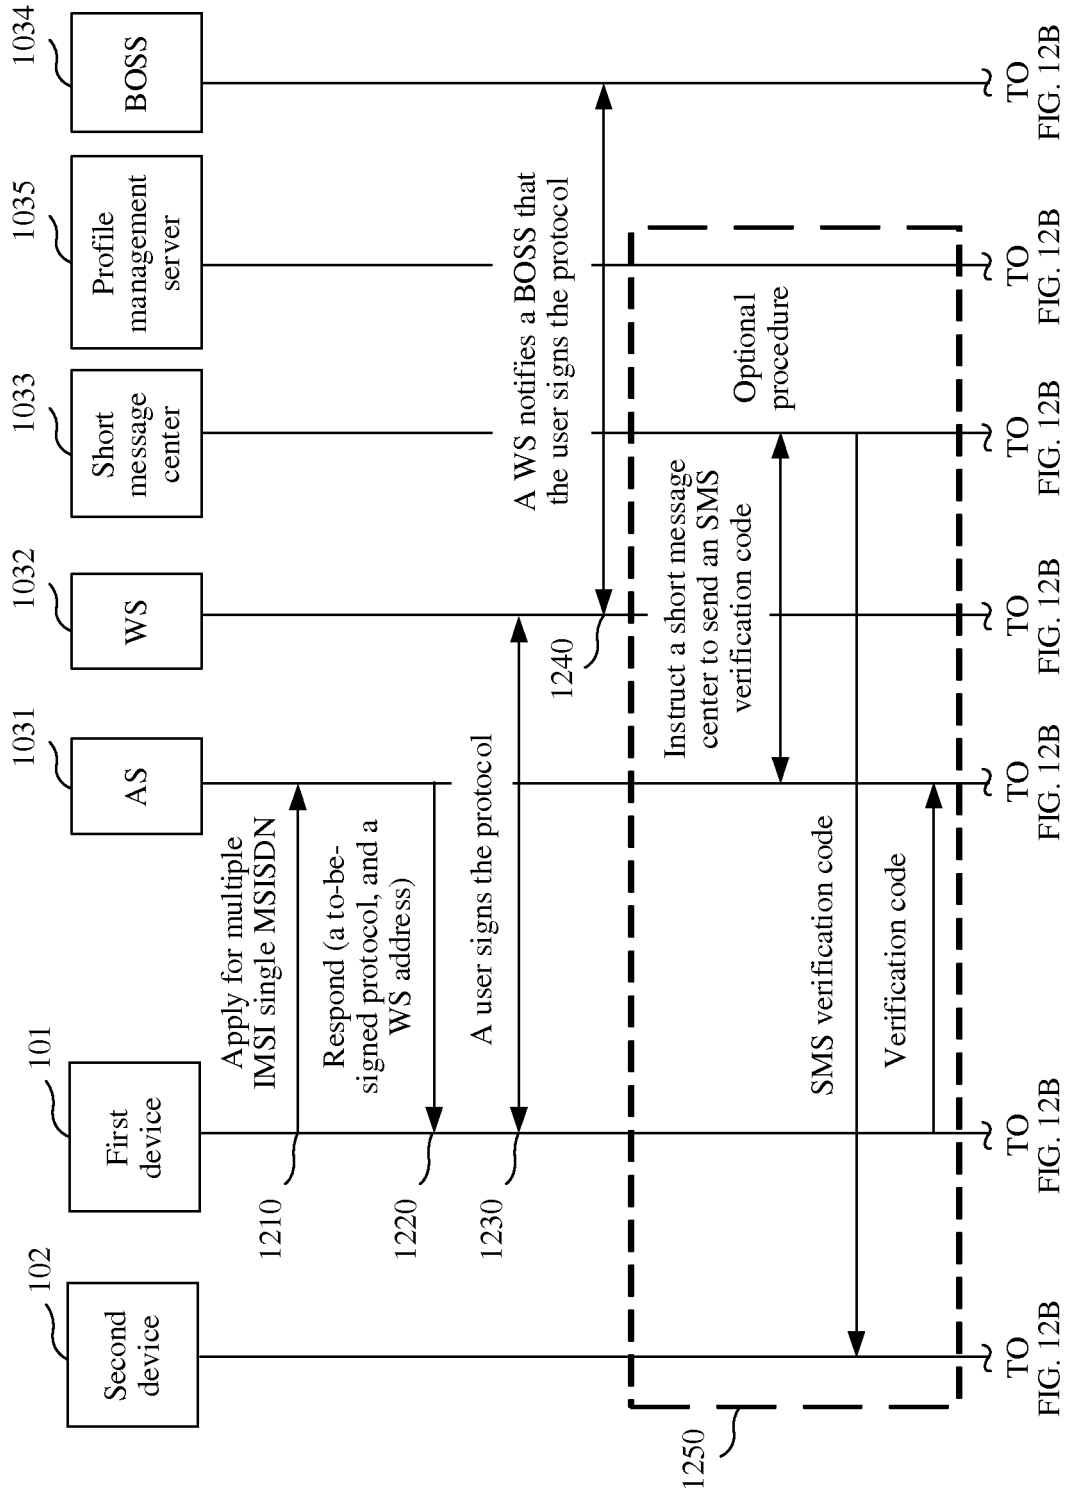 102
101
1031
1032
1033
1035
1034
Second
device
First
device
AS
WS
Short
message
center
Profile
management
server
BOSS
1210
Apply for multiple
IMSI single MSISDN
1220
Respond (a to-be-
signed protocol, and a
WS address)
1230
A user signs the protocol
1240
A WS notifies a BOSS that
the user signs the protocol
1250
Instruct a short message
center to send an SMS
verification code
Optional
procedure
SMS verification code
Verification code
TO
FIG. 12B
TO
FIG. 12B
TO
FIG. 12B
TO
FIG. 12B
TO
FIG. 12B
TO
FIG. 12B
TO
FIG. 12B